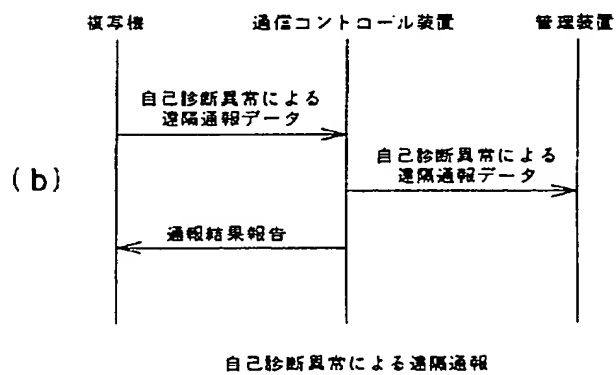 複写機 通信コントロール装置 管理装置
自己診断異常による
遠隔通報データ
自己診断異常による
遠隔通報データ
(b)
通報結果報告
自己診断異常による遠隔通報